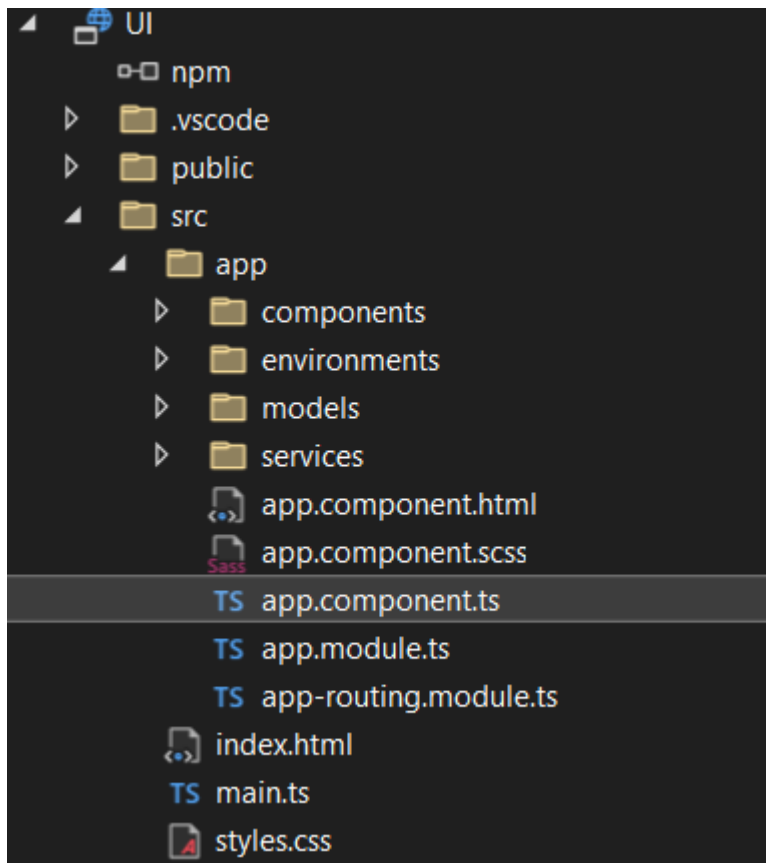 UI
npm
.vscode
public
src
app
components
environments
models
services
app.component.html
Sass app.component.scss
TS app.component.ts
TS app.module.ts
TS app-routing.module.ts
index.html
TS main.ts
styles.css